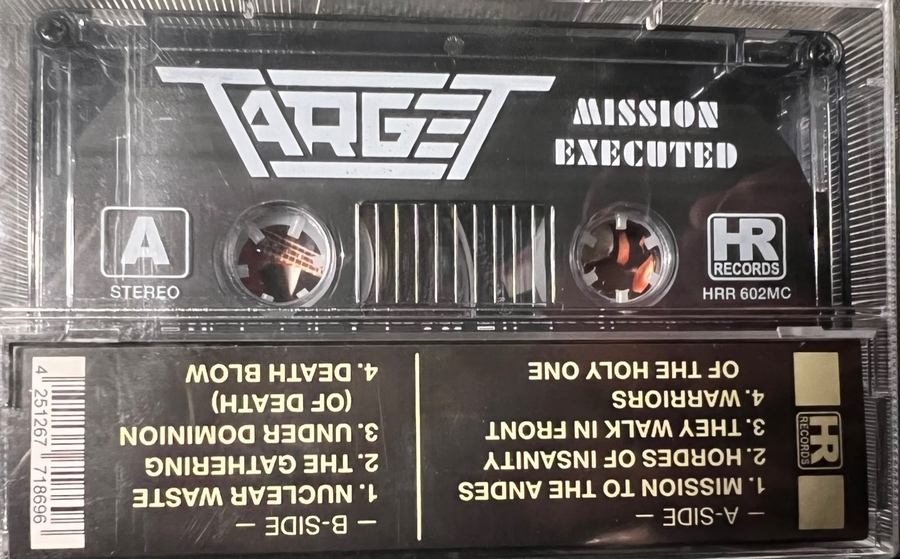 TARGET
MISSION
EXECUTED
A
STEREO
HR
RECORDS
HRR 602MC
— A-SIDE —
1. MISSION TO THE ANDES
2. HORDES OF INSANITY
3. THEY WALK IN FRONT
4. WARRIORS
OF THE HOLY ONE
— B-SIDE —
1. NUCLEAR WASTE
2. THE GATHERING
3. UNDER DOMINION
(OF DEATH)
4. DEATH BLOW
HR
RECORDS
4 251267 718696